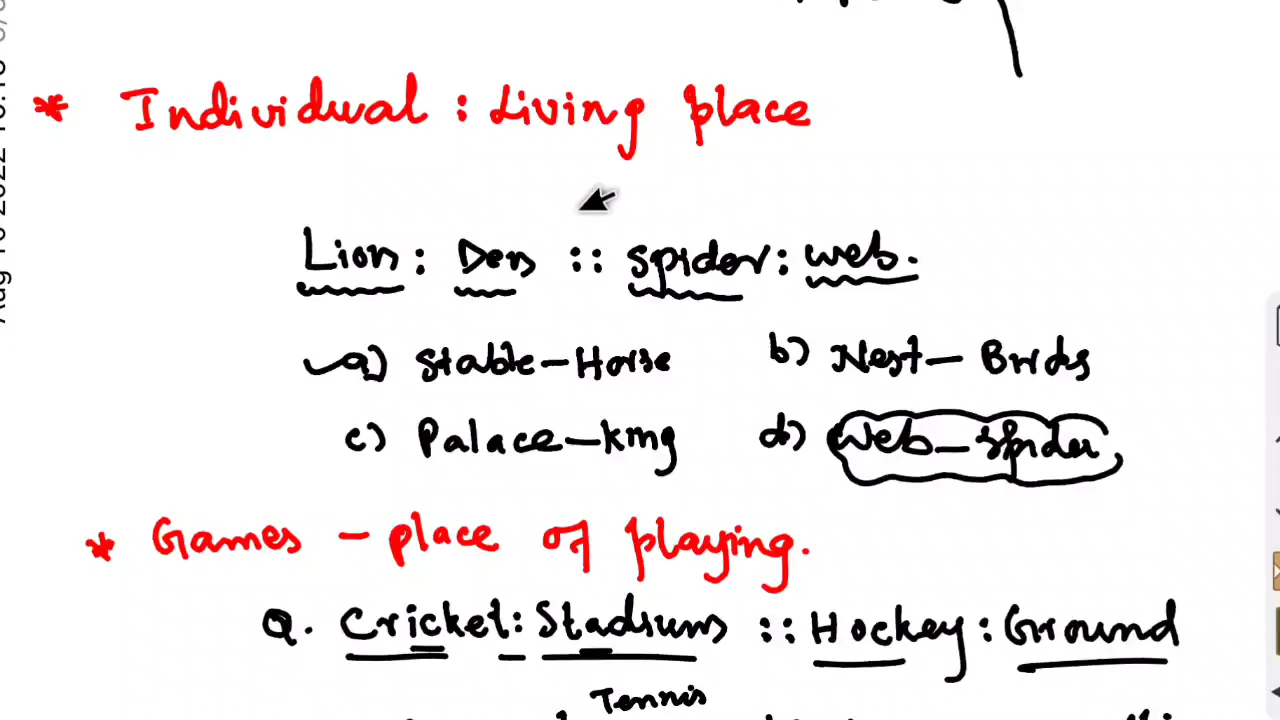 * Individual : Living place
Lion : Den :: spider : web.
a) Stable - Horse b) Nest - Birds
c) Palace - king d) web - spider
* Games - place of playing.
Q. Cricket : Stadiums :: Hockey : Ground
Tennis